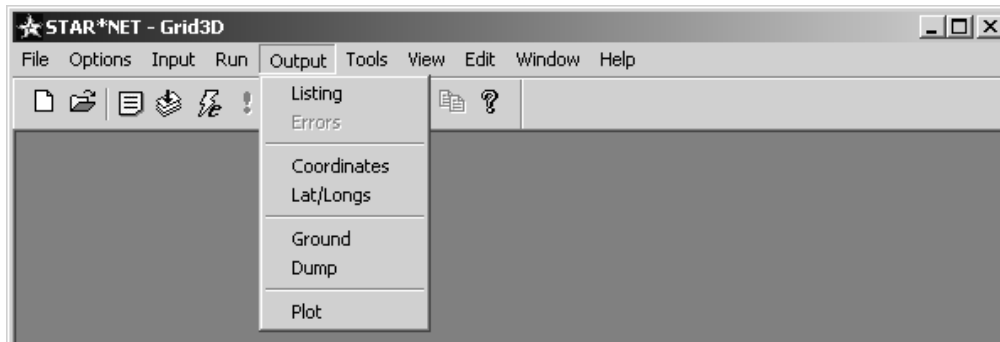 STAR*NET - Grid3D
File Options Input Run Output Tools View Edit Window Help
Listing
Errors
Coordinates
Lat/Longs
Ground
Dump
Plot